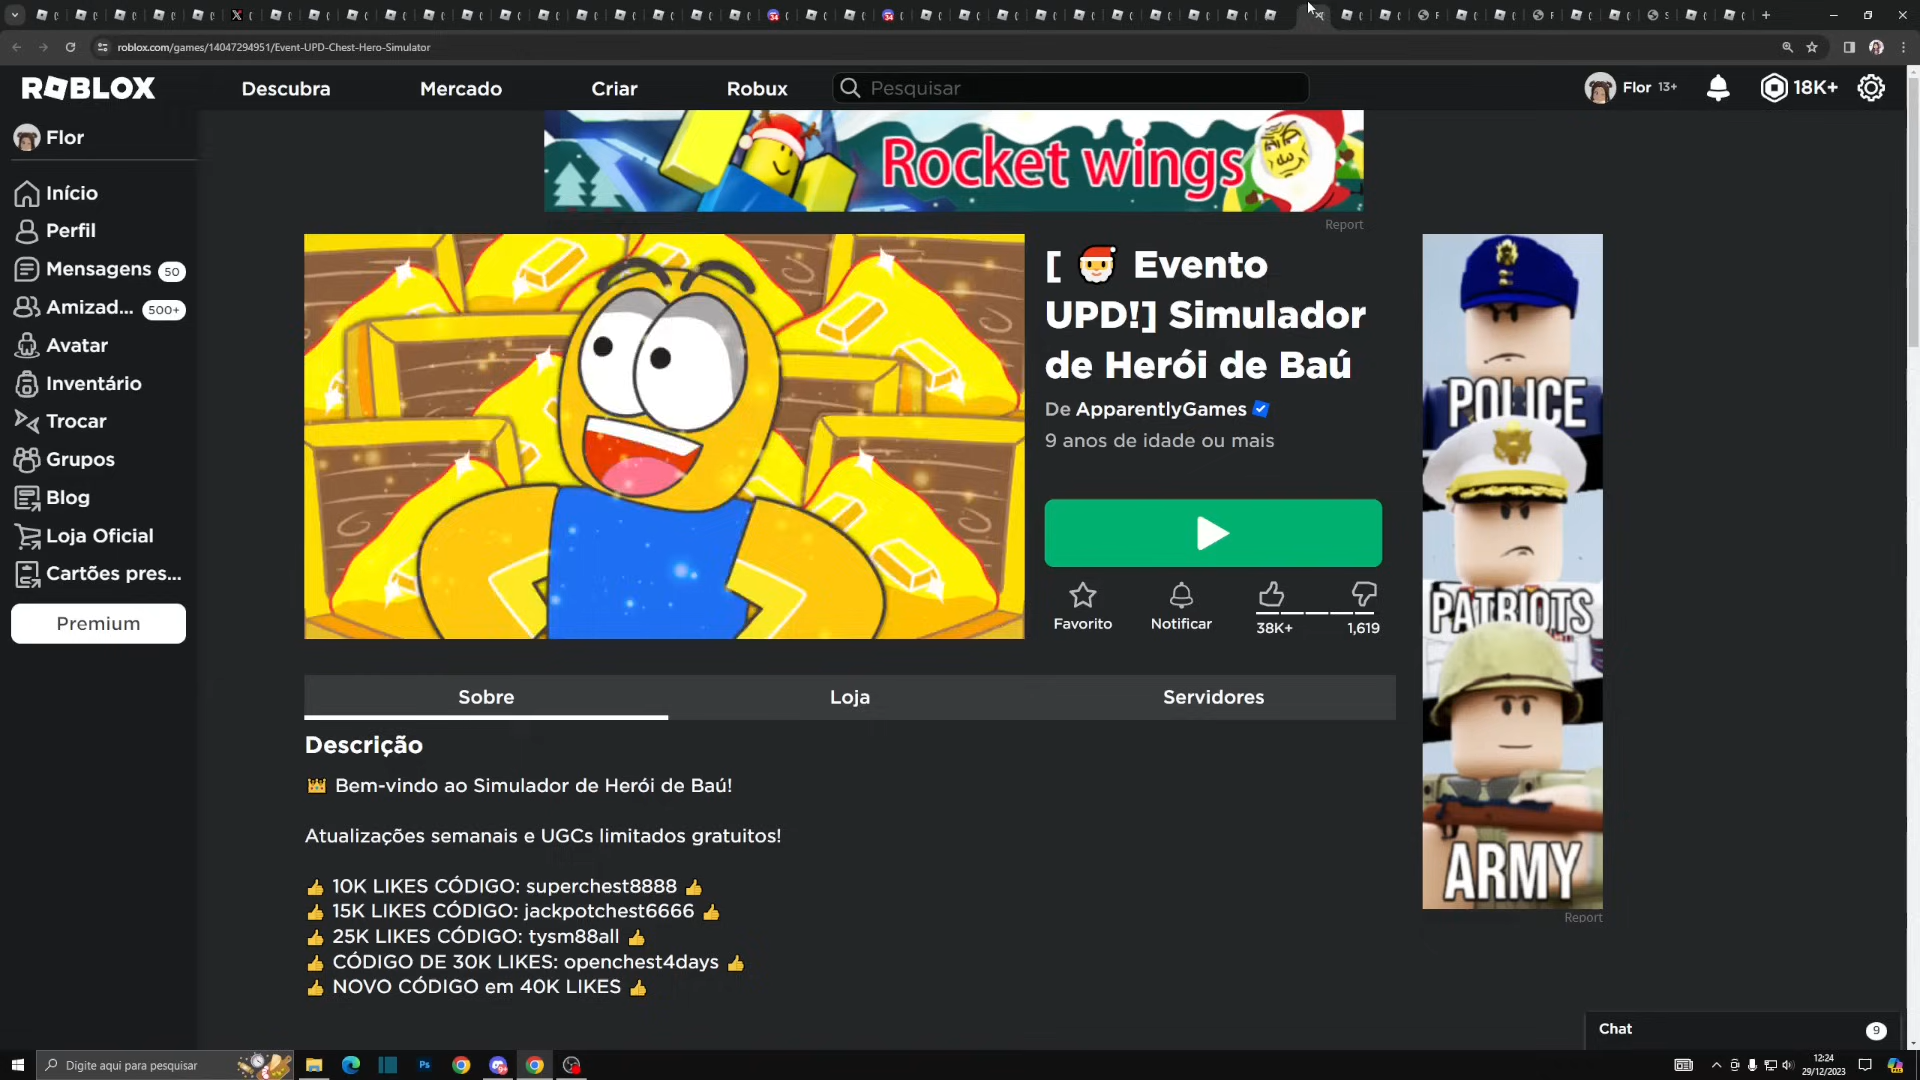 roblox.com/games/14047294951/Event-UPD-Chest-Hero-Simulator
ROBLOX
Descubra
Mercado
Criar
Robux
Pesquisar
Flor 13+
18K+
Flor
Início
Perfil
Mensagens 50
Amizad... 500+
Avatar
Inventário
Trocar
Grupos
Blog
Loja Oficial
Cartões pres...
Premium
Rocket wings
Report
[ 🎅 Evento
UPD!] Simulador
de Herói de Baú
De ApparentlyGames
9 anos de idade ou mais
Favorito
Notificar
38K+
1,619
POLICE
PATRIOTS
ARMY
Report
Sobre
Loja
Servidores
Descrição
👑 Bem-vindo ao Simulador de Herói de Baú!
Atualizações semanais e UGCs limitados gratuitos!
👍 10K LIKES CÓDIGO: superchest8888 👍
👍 15K LIKES CÓDIGO: jackpotchest6666 👍
👍 25K LIKES CÓDIGO: tysm88all 👍
👍 CÓDIGO DE 30K LIKES: openchest4days 👍
👍 NOVO CÓDIGO em 40K LIKES 👍
Chat 9
Digite aqui para pesquisar
Ps
12:24
29/12/2023